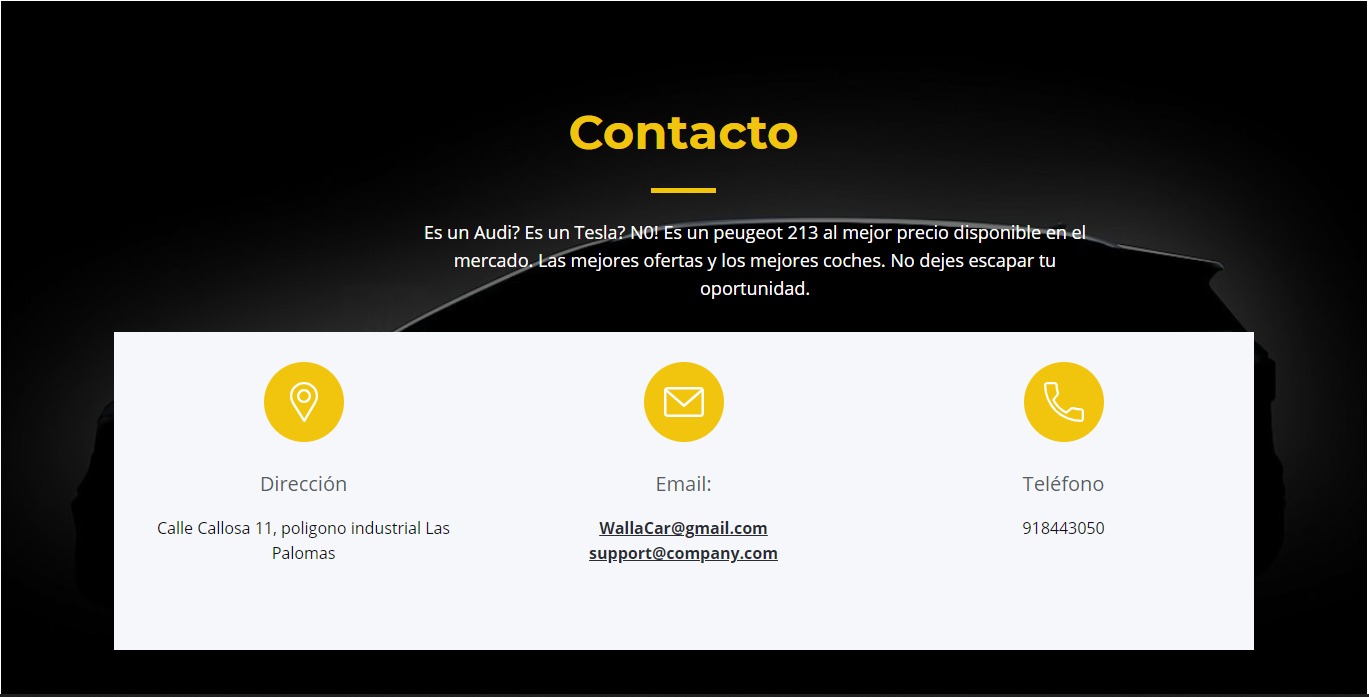 Contacto
Es un Audi? Es un Tesla? N0! Es un peugeot 213 al mejor precio disponible en el
mercado. Las mejores ofertas y los mejores coches. No dejes escapar tu
oportunidad.
Dirección
Calle Callosa 11, poligono industrial Las
Palomas
Email:
WallaCar@gmail.com
support@company.com
Teléfono
918443050